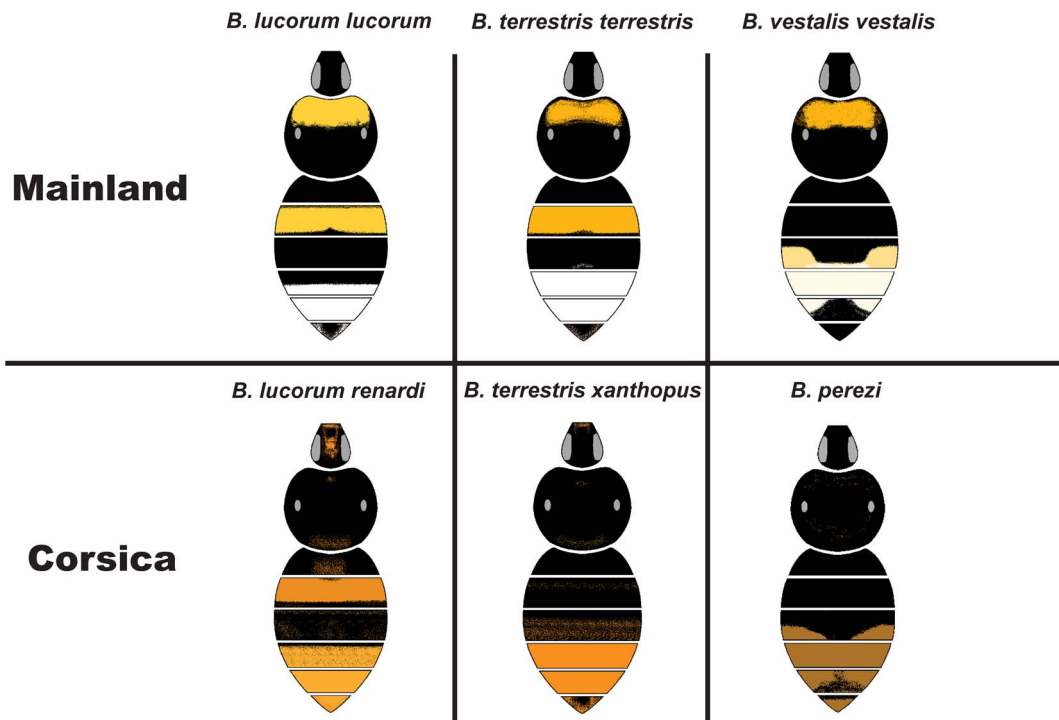 B. lucorum lucorum
B. terrestris terrestris
B. vestalis vestalis
Mainland
B. lucorum renardi
B. terrestris xanthopus
B. perezi
Corsica